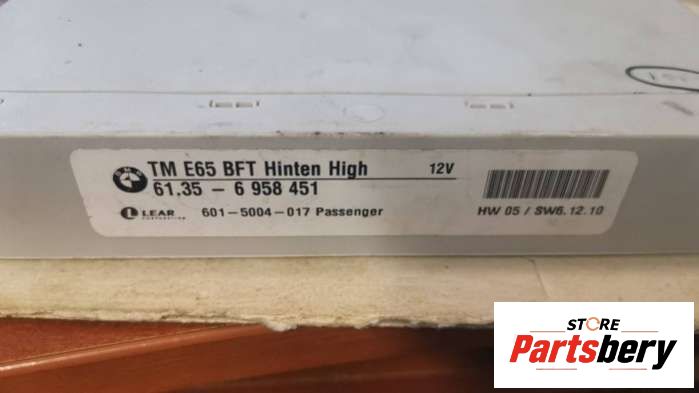 TM E65 BFT Hinten High 12V
61.35 - 6 958 451
LEAR
CORPORATION
601-5004-017 Passenger
HW 05 / SW6.12.10
STORE
Partsbery